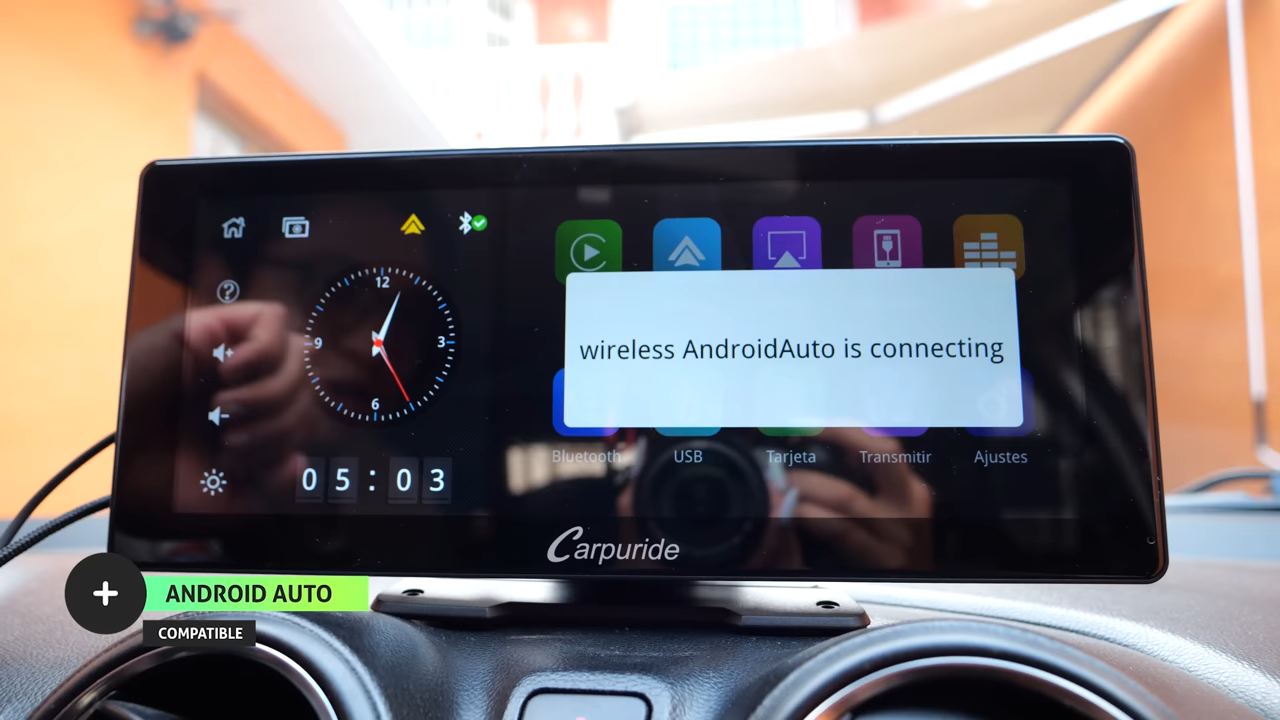 12
9
3
6
05:03
wireless AndroidAuto is connecting
Bluetooth
USB
Tarjeta
Transmitir
Ajustes
Carpuride
ANDROID AUTO
COMPATIBLE